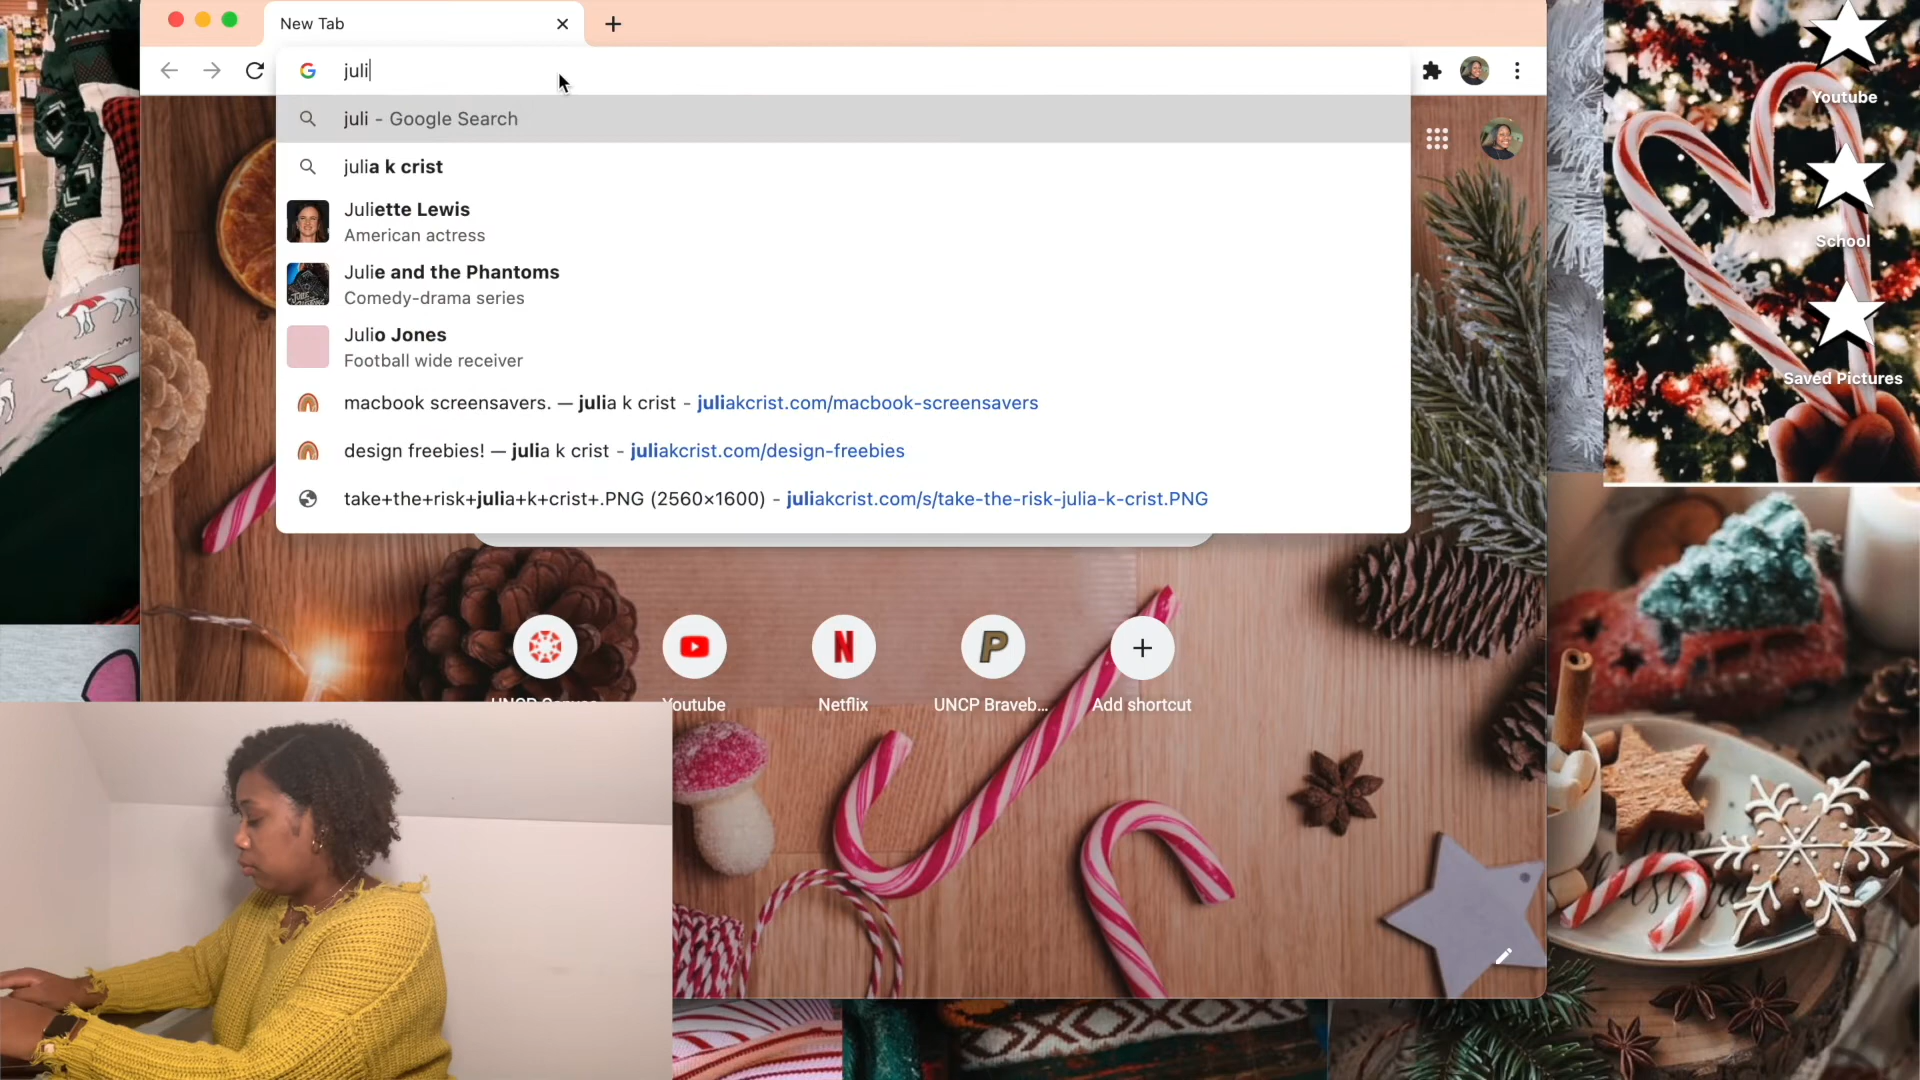 New Tab
juli
juli - Google Search
julia k crist
Juliette Lewis
American actress
Julie and the Phantoms
Comedy-drama series
Julio Jones
Football wide receiver
macbook screensavers. — julia k crist - juliakcrist.com/macbook-screensavers
design freebies! — julia k crist - juliakcrist.com/design-freebies
take+the+risk+julia+k+crist+.PNG (2560×1600) - juliakcrist.com/s/take-the-risk-julia-k-crist.PNG
Youtube
School
Saved Pictures
UNCP Canvas
Youtube
Netflix
UNCP Braveb...
Add shortcut